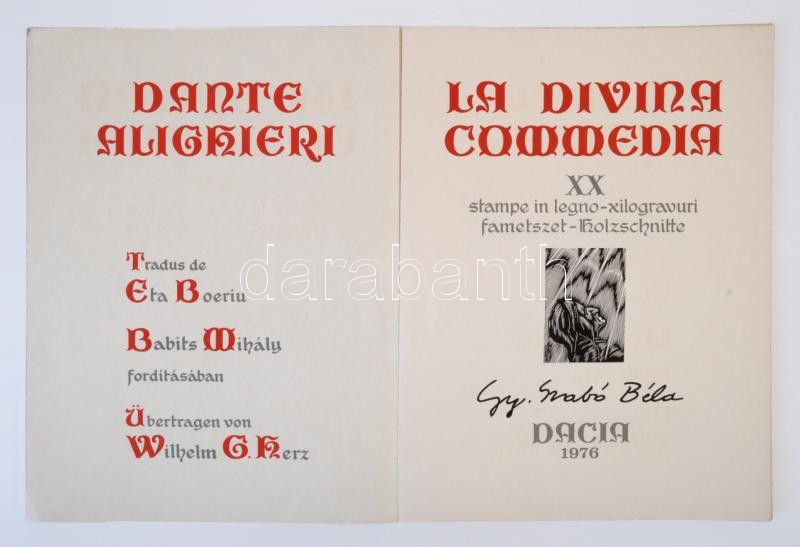 DANTE
ALIGHIERI
Tradus de
Eta Boeriu
Babits Mihály
fordításában
Übertragen von
Wilhelm G. Herz
LA DIVINA
COMMEDIA
XX
stampe in legno-xilogravuri
fametszet-Holzschnitte
Gy. Szabó Béla
DACIA
1976
darabanth